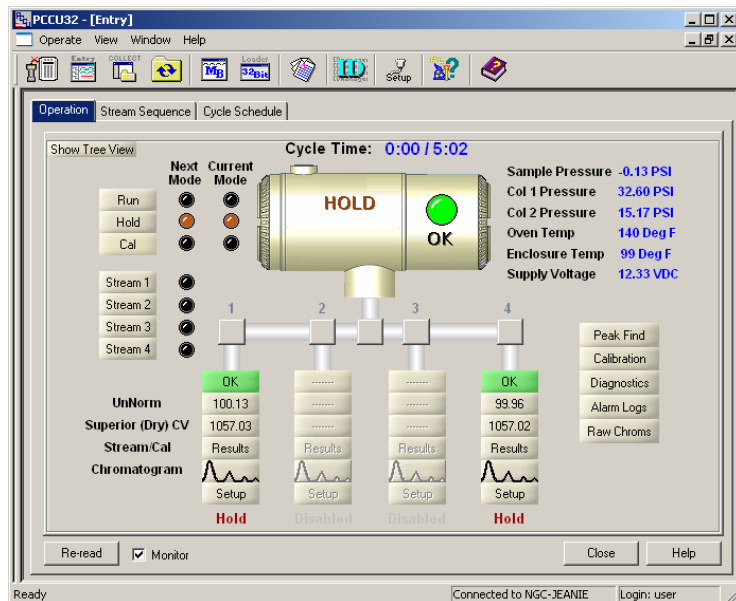 PCCU32 - [Entry]
Operate View Window Help
Entry COLLECT MB Loader 32Bit Setup
Operation Stream Sequence Cycle Schedule
Show Tree View
Cycle Time: 0:00 / 5:02
Next Mode Current Mode
Run
Hold
Cal
HOLD
OK
Sample Pressure -0.13 PSI
Col 1 Pressure 32.60 PSI
Col 2 Pressure 15.17 PSI
Oven Temp 140 Deg F
Enclosure Temp 99 Deg F
Supply Voltage 12.33 VDC
Stream 1
Stream 2
Stream 3
Stream 4
1 2 3 4
Peak Find
Calibration
Diagnostics
Alarm Logs
Raw Chroms
OK ------- ------- OK
UnNorm 100.13 ------- ------- 99.96
Superior (Dry) CV 1057.03 ------- ------- 1057.02
Stream/Cal Results Results Results Results
Chromatogram
Setup Setup Setup Setup
Hold Disabled Disabled Hold
Re-read Monitor Close Help
Ready Connected to NGC-JEANIE Login: user